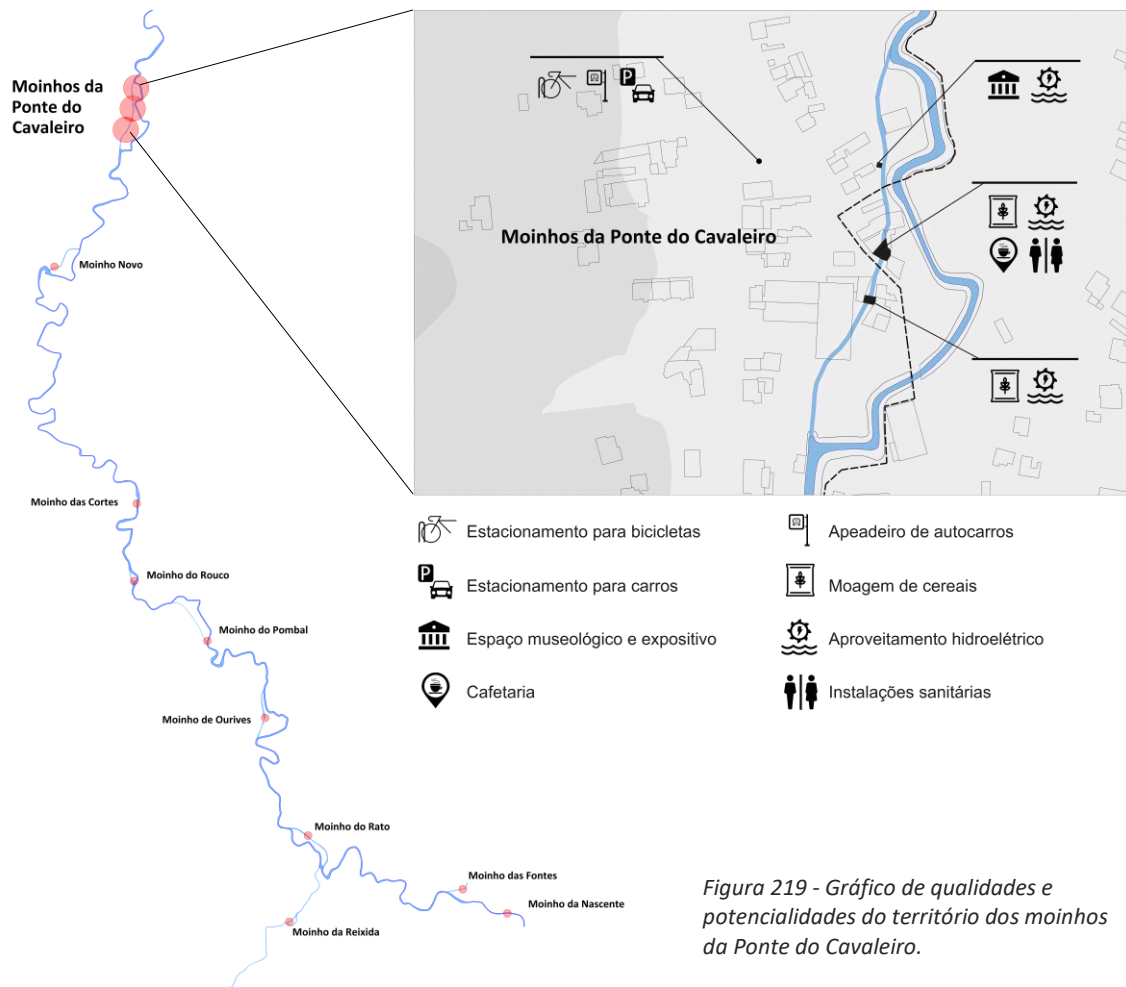 Moinhos da
Ponte do
Cavaleiro
Moinho Novo
Moinho das Cortes
Moinho do Rouco
Moinho do Pombal
Moinho de Ourives
Moinho do Rato
Moinho das Fontes
Moinho da Nascente
Moinho da Reixida
P
Moinhos da Ponte do Cavaleiro
Estacionamento para bicicletas
Apeadeiro de autocarros
P
Estacionamento para carros
Moagem de cereais
Espaço museológico e expositivo
Aproveitamento hidroelétrico
Cafetaria
Instalações sanitárias
Figura 219 - Gráfico de qualidades e
potencialidades do território dos moinhos
da Ponte do Cavaleiro.